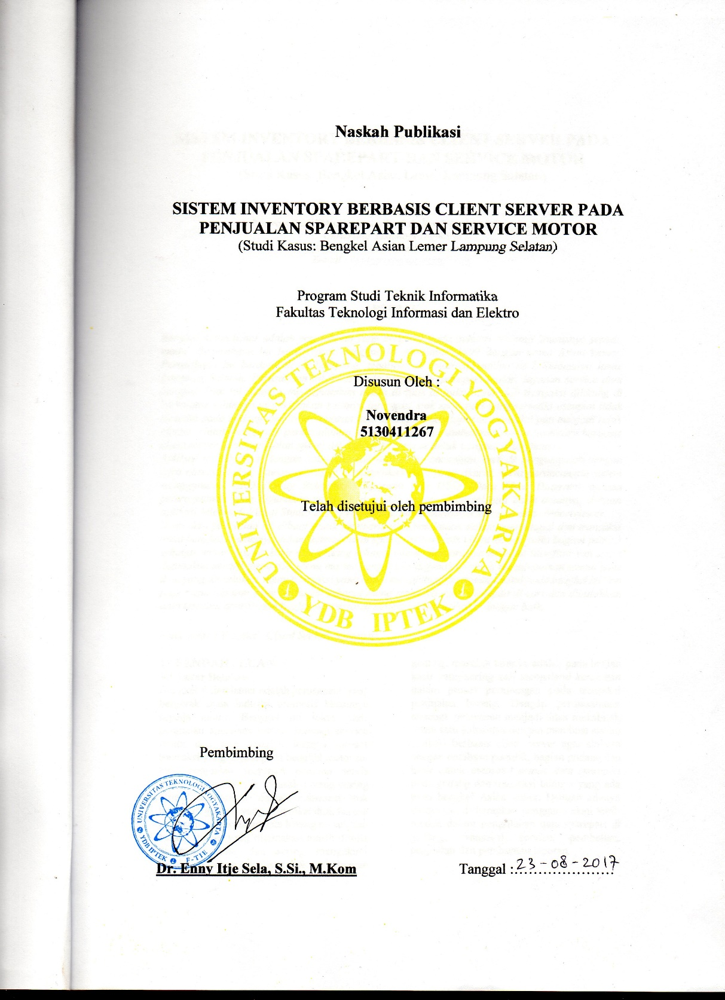 Naskah Publikasi
SISTEM INVENTORY BERBASIS CLIENT SERVER PADA
PENJUALAN SPAREPART DAN SERVICE MOTOR
(Studi Kasus: Bengkel Asian Lemer Lampung Selatan)
Program Studi Teknik Informatika
Fakultas Teknologi Informasi dan Elektro
UNIVERSITAS TEKNOLOGI YOGYAKARTA
YDB IPTEK
Disusun Oleh :
Novendra
5130411267
Telah disetujui oleh pembimbing
Pembimbing
UNIVERSITAS TEKNOLOGI YOGYAKARTA
YDB IPTEK
F-TIE
Dr. Enny Itje Sela, S.Si., M.Kom
Tanggal : 23-08-2017